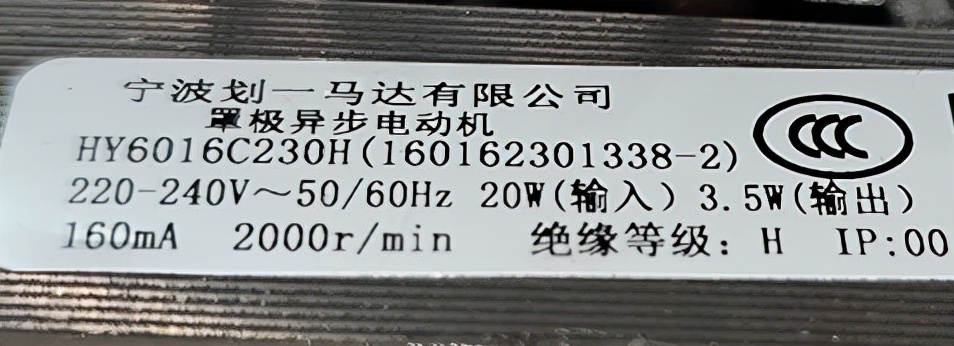 宁波划一马达有限公司
罩极异步电动机
HY6016C230H(160162301338-2)
220-240V～50/60Hz 20W(输入) 3.5W(输出)
160mA 2000r/min 绝缘等级: H IP:00
CCC